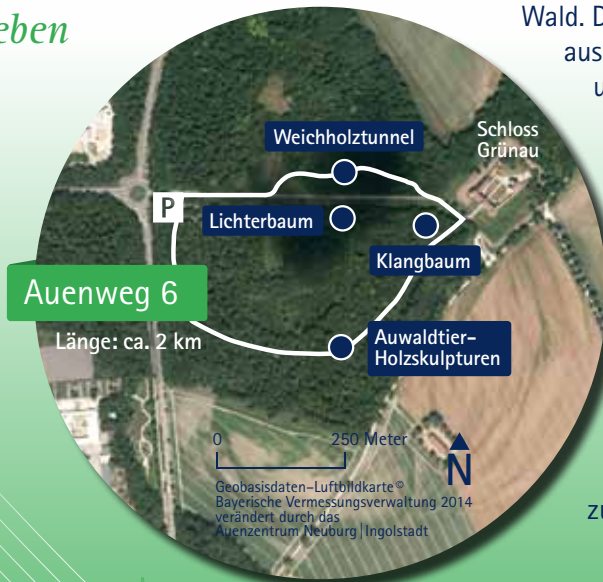 eben
Wald. D
aus
u
Weichholztunnel
Schloss
Grünau
P
Lichterbaum
Klangbaum
Auenweg 6
Länge: ca. 2 km
Auwaldtier-
Holzskulpturen
0 250 Meter
N
Geobasisdaten–Luftbildkarte©
Bayerische Vermessungsverwaltung 2014
verändert durch das
Auenzentrum Neuburg|Ingolstadt
zu